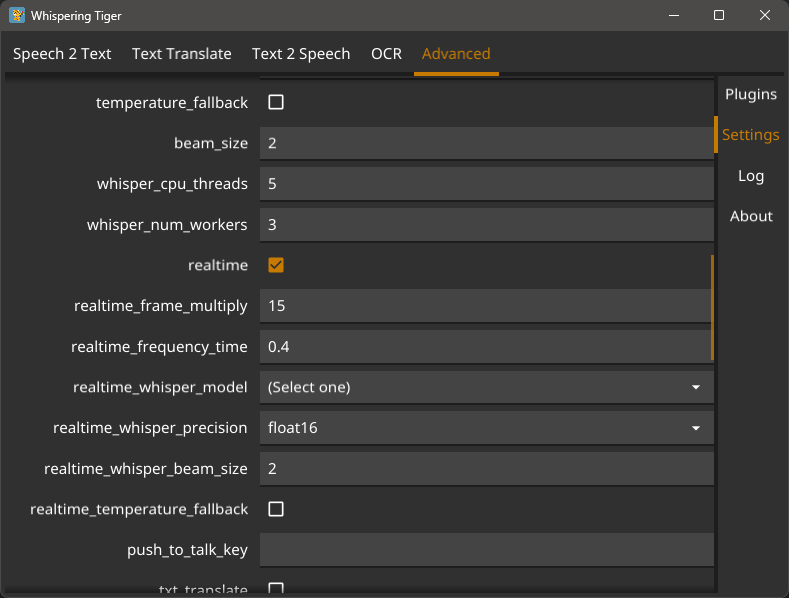 Whispering Tiger
Speech 2 Text Text Translate Text 2 Speech OCR Advanced
Plugins
Settings
Log
About
temperature_fallback
beam_size 2
whisper_cpu_threads 5
whisper_num_workers 3
realtime
realtime_frame_multiply 15
realtime_frequency_time 0.4
realtime_whisper_model (Select one)
realtime_whisper_precision float16
realtime_whisper_beam_size 2
realtime_temperature_fallback
push_to_talk_key
txt_translate